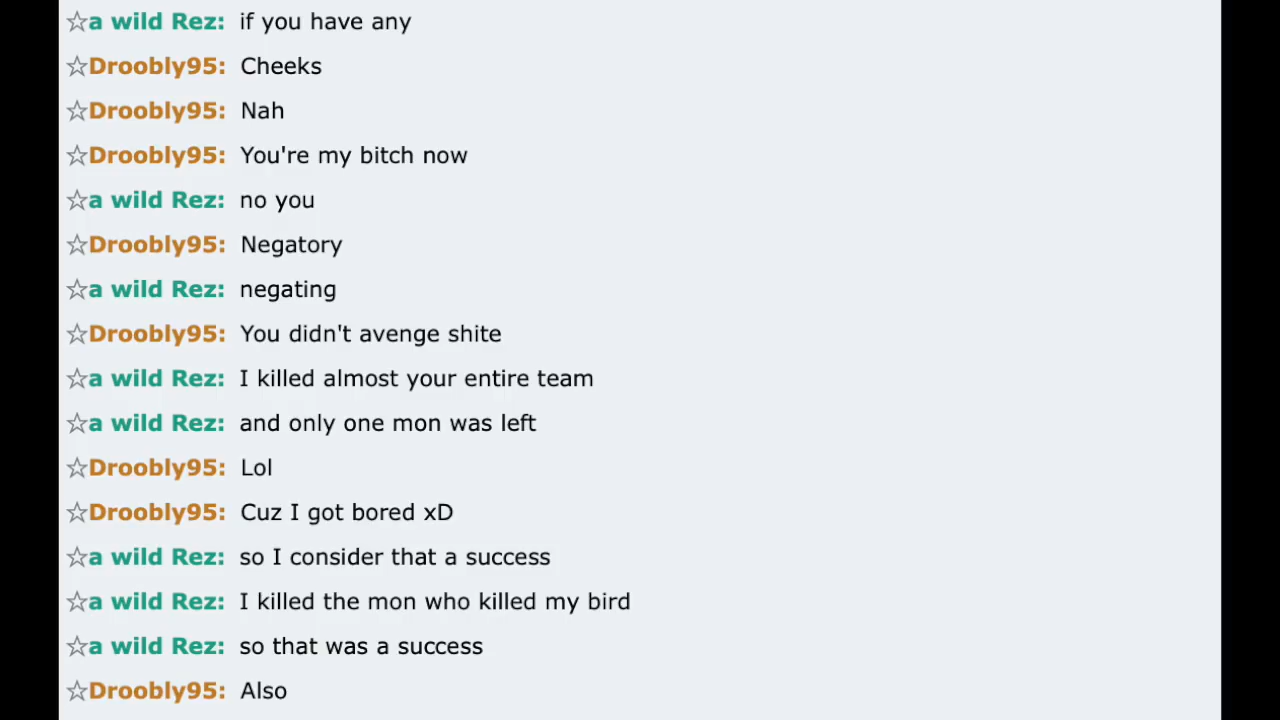 ☆a wild Rez: if you have any
☆Droobly95: Cheeks
☆Droobly95: Nah
☆Droobly95: You're my bitch now
☆a wild Rez: no you
☆Droobly95: Negatory
☆a wild Rez: negating
☆Droobly95: You didn't avenge shite
☆a wild Rez: I killed almost your entire team
☆a wild Rez: and only one mon was left
☆Droobly95: Lol
☆Droobly95: Cuz I got bored xD
☆a wild Rez: so I consider that a success
☆a wild Rez: I killed the mon who killed my bird
☆a wild Rez: so that was a success
☆Droobly95: Also